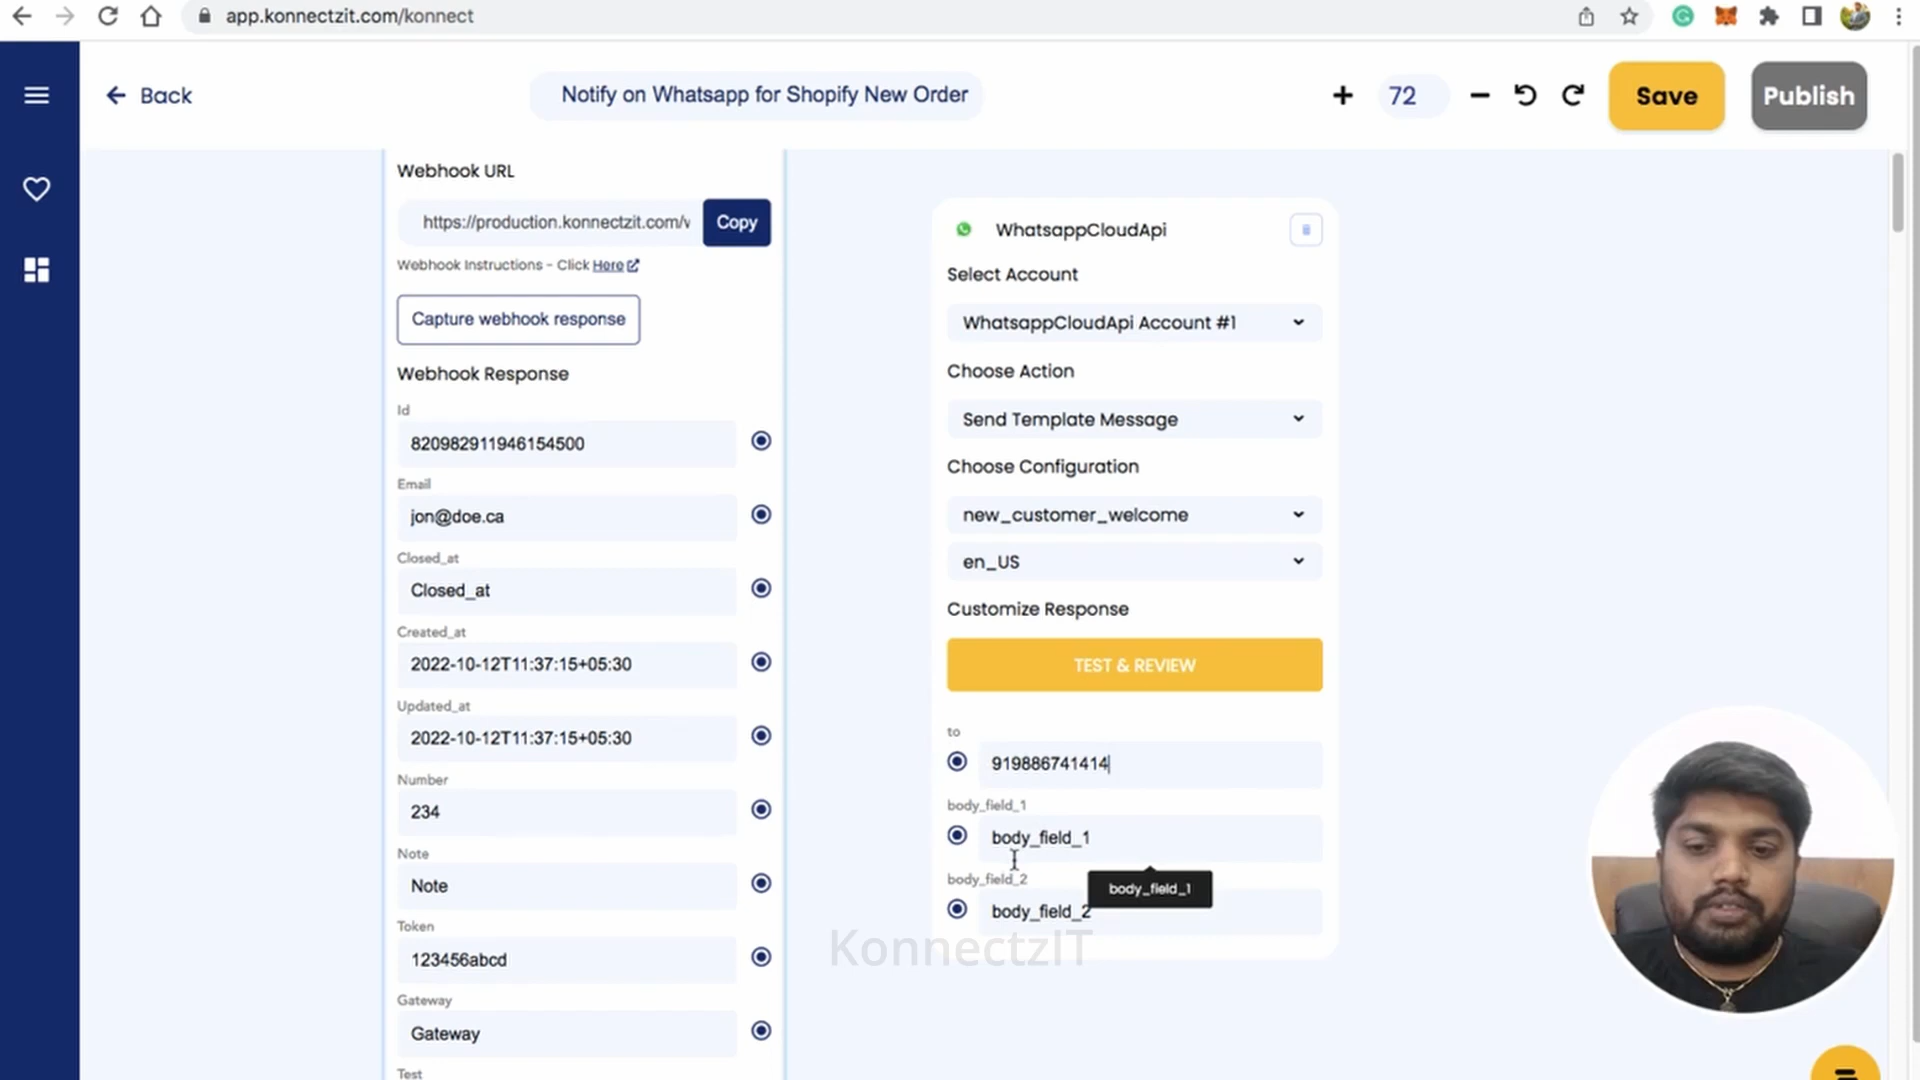 app.konnectzit.com/konnect
Back
Notify on Whatsapp for Shopify New Order
72
Save
Publish
Webhook URL
https://production.konnectzit.com/v
Copy
Webhook Instructions - Click Here
Capture webhook response
Webhook Response
Id
820982911946154500
Email
jon@doe.ca
Closed_at
Closed_at
Created_at
2022-10-12T11:37:15+05:30
Updated_at
2022-10-12T11:37:15+05:30
Number
234
Note
Note
Token
123456abcd
Gateway
Gateway
Test
WhatsappCloudApi
Select Account
WhatsappCloudApi Account #1
Choose Action
Send Template Message
Choose Configuration
new_customer_welcome
en_US
Customize Response
TEST & REVIEW
to
919886741414
body_field_1
body_field_1
body_field_2
body_field_1
body_field_2
KonnectzIT